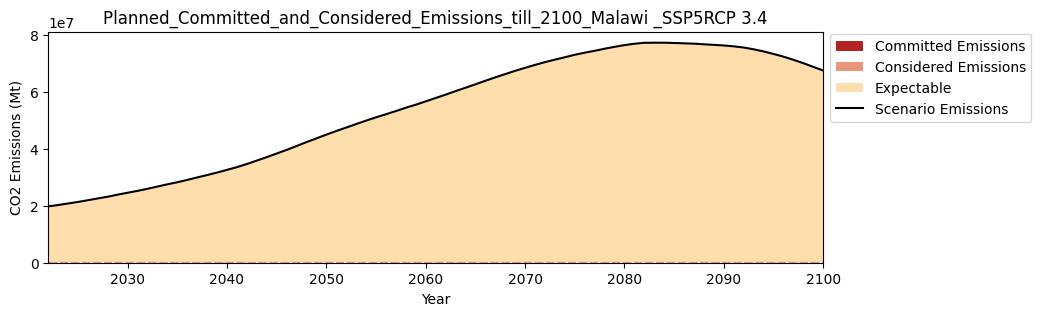 Planned_Committed_and_Considered_Emissions_till_2100_Malawi _SSP5RCP 3.4
1e7
8
6
4
2
0
CO2 Emissions (Mt)
2030 2040 2050 2060 2070 2080 2090 2100
Year
Committed Emissions
Considered Emissions
Expectable
Scenario Emissions